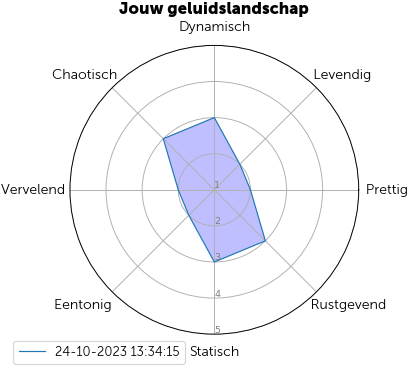 Jouw geluidslandschap
Dynamisch
Chaotisch
Levendig
Vervelend
1
Prettig
2
3
4
Eentonig
Rustgevend
5
24-10-2023 13:34:15
Statisch